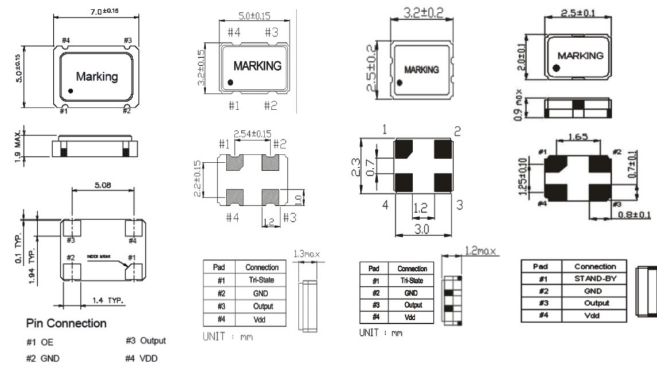 7.0±0.15
#4 #3
5.0±0.15
Marking
#1 #2
1.9 MAX.
5.08
#3 #4
#2 #1
INDEX MARK
0.1 TYP.
1.94 TYP.
1.4 TYP.
Pin Connection
#1 OE #3 Output
#2 GND #4 VDD
5.0±0.15
#4 #3
3.2±0.15
MARKING
#1 #2
2.54±0.15
#1 #2
2.2±0.15
1.0
#4 #3
1.2
Pad Connection
#1 Tri-State
#2 GND
#3 Output
#4 Vdd
1.3max
UNIT : mm
3.2±0.2
2.5±0.2
MARKING
1 2
2.3
0.7
4 3
1.2
3.0
Pad Connection
#1 Tri-State
#2 GND
#3 Output
#4 Vdd
1.2max
UNIT : mm
2.5±0.1
2.0±0.1
MARKING
0.9 max
1.65
#1 #2
1.25±0.10
0.7±0.1
#4 #3
0.8±0.1
Pad Connection
#1 STAND-BY
#2 GND
#3 Output
#4 Vdd